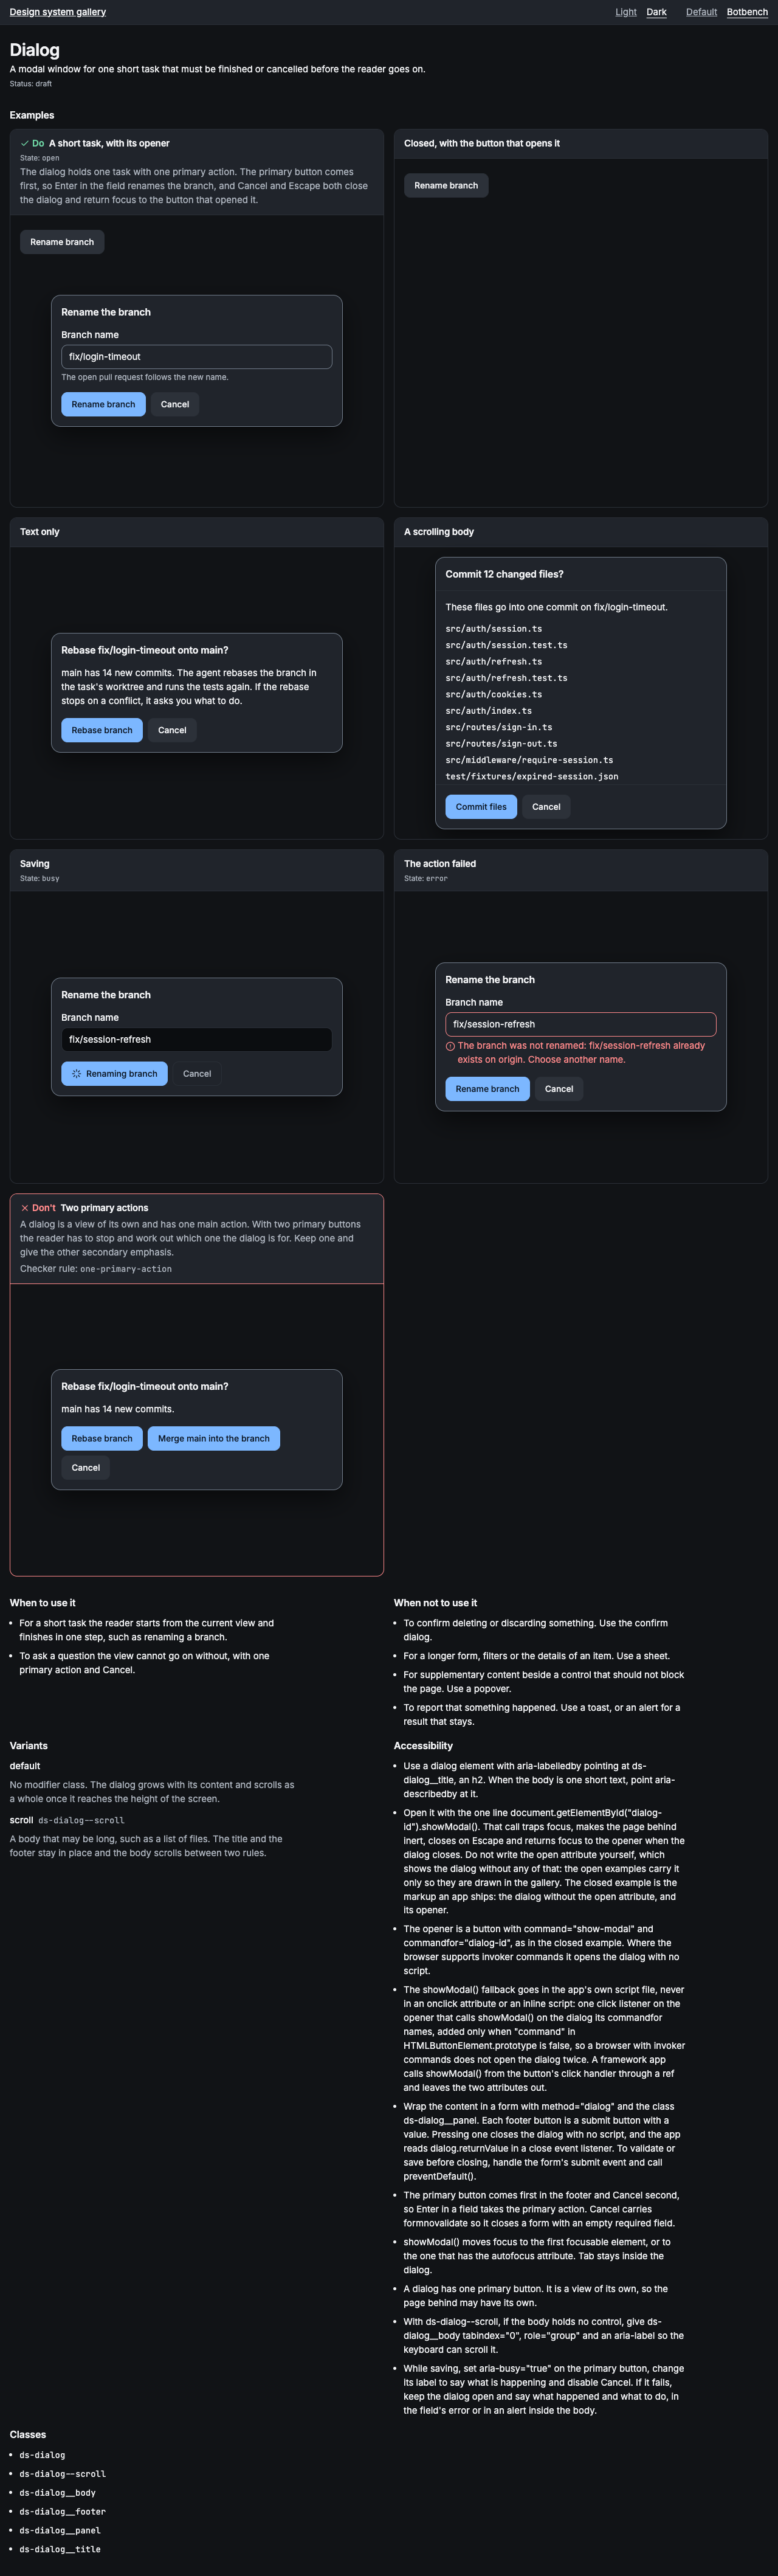 Design system gallery
Light Dark Default Botbench
Dialog
A modal window for one short task that must be finished or cancelled before the reader goes on.
Status: draft
Examples
Do A short task, with its opener
State: open
The dialog holds one task with one primary action. The primary button comes
first, so Enter in the field renames the branch, and Cancel and Escape both close
the dialog and return focus to the button that opened it.
Rename branch
Rename the branch
Branch name
fix/login-timeout
The open pull request follows the new name.
Rename branch Cancel
Closed, with the button that opens it
Rename branch
Text only
Rebase fix/login-timeout onto main?
main has 14 new commits. The agent rebases the branch in
the task's worktree and runs the tests again. If the rebase
stops on a conflict, it asks you what to do.
Rebase branch Cancel
A scrolling body
Commit 12 changed files?
These files go into one commit on fix/login-timeout.
src/auth/session.ts
src/auth/session.test.ts
src/auth/refresh.ts
src/auth/refresh.test.ts
src/auth/cookies.ts
src/auth/index.ts
src/routes/sign-in.ts
src/routes/sign-out.ts
src/middleware/require-session.ts
test/fixtures/expired-session.json
Commit files Cancel
Saving
State: busy
Rename the branch
Branch name
fix/session-refresh
Renaming branch Cancel
The action failed
State: error
Rename the branch
Branch name
fix/session-refresh
The branch was not renamed: fix/session-refresh already
exists on origin. Choose another name.
Rename branch Cancel
Don't Two primary actions
A dialog is a view of its own and has one main action. With two primary buttons
the reader has to stop and work out which one the dialog is for. Keep one and
give the other secondary emphasis.
Checker rule: one-primary-action
Rebase fix/login-timeout onto main?
main has 14 new commits.
Rebase branch Merge main into the branch
Cancel
When to use it
For a short task the reader starts from the current view and
finishes in one step, such as renaming a branch.
To ask a question the view cannot go on without, with one
primary action and Cancel.
When not to use it
To confirm deleting or discarding something. Use the confirm
dialog.
For a longer form, filters or the details of an item. Use a sheet.
For supplementary content beside a control that should not block
the page. Use a popover.
To report that something happened. Use a toast, or an alert for a
result that stays.
Variants
default
No modifier class. The dialog grows with its content and scrolls as
a whole once it reaches the height of the screen.
scroll ds-dialog--scroll
A body that may be long, such as a list of files. The title and the
footer stay in place and the body scrolls between two rules.
Accessibility
Use a dialog element with aria-labelledby pointing at ds-
dialog__title, an h2. When the body is one short text, point aria-
describedby at it.
Open it with the one line document.getElementById("dialog-
id").showModal(). That call traps focus, makes the page behind
inert, closes on Escape and returns focus to the opener when the
dialog closes. Do not write the open attribute yourself, which
shows the dialog without any of that: the open examples carry it
only so they are drawn in the gallery. The closed example is the
markup an app ships: the dialog without the open attribute, and
its opener.
The opener is a button with command="show-modal" and
commandfor="dialog-id", as in the closed example. Where the
browser supports invoker commands it opens the dialog with no
script.
The showModal() fallback goes in the app's own script file, never
in an onclick attribute or an inline script: one click listener on the
opener that calls showModal() on the dialog its commandfor
names, added only when "command" in
HTMLButtonElement.prototype is false, so a browser with invoker
commands does not open the dialog twice. A framework app
calls showModal() from the button's click handler through a ref
and leaves the two attributes out.
Wrap the content in a form with method="dialog" and the class
ds-dialog__panel. Each footer button is a submit button with a
value. Pressing one closes the dialog with no script, and the app
reads dialog.returnValue in a close event listener. To validate or
save before closing, handle the form's submit event and call
preventDefault().
The primary button comes first in the footer and Cancel second,
so Enter in a field takes the primary action. Cancel carries
formnovalidate so it closes a form with an empty required field.
showModal() moves focus to the first focusable element, or to
the one that has the autofocus attribute. Tab stays inside the
dialog.
A dialog has one primary button. It is a view of its own, so the
page behind may have its own.
With ds-dialog--scroll, if the body holds no control, give ds-
dialog__body tabindex="0", role="group" and an aria-label so the
keyboard can scroll it.
While saving, set aria-busy="true" on the primary button, change
its label to say what is happening and disable Cancel. If it fails,
keep the dialog open and say what happened and what to do, in
the field's error or in an alert inside the body.
Classes
ds-dialog
ds-dialog--scroll
ds-dialog__body
ds-dialog__footer
ds-dialog__panel
ds-dialog__title